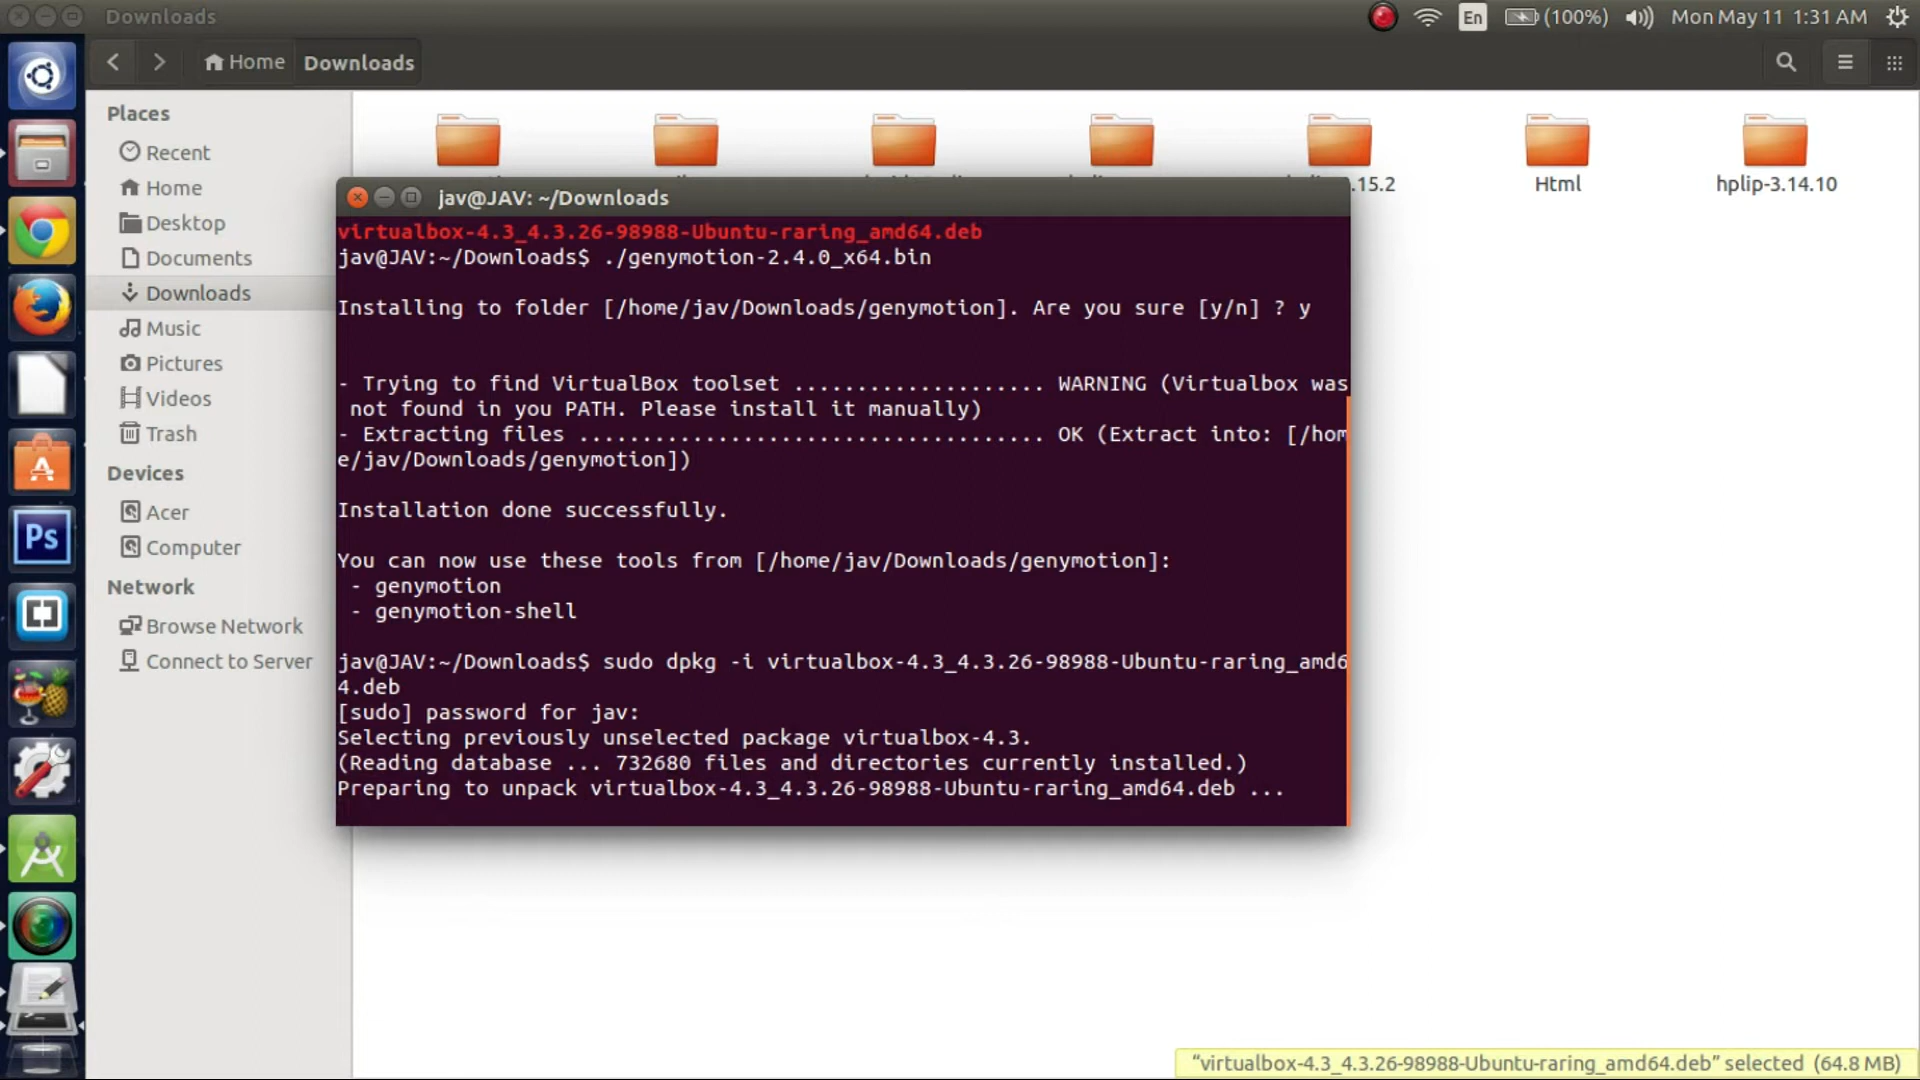 Downloads
En
(100%)
Mon May 11 1:31 AM
Home
Downloads
Places
Recent
Home
Desktop
Documents
Downloads
Music
Pictures
Videos
Trash
Devices
Acer
Computer
Network
Browse Network
Connect to Server
.15.2
Html
hplip-3.14.10
jav@JAV: ~/Downloads
virtualbox-4.3_4.3.26-98988-Ubuntu-raring_amd64.deb
jav@JAV:~/Downloads$ ./genymotion-2.4.0_x64.bin
Installing to folder [/home/jav/Downloads/genymotion]. Are you sure [y/n] ? y
- Trying to find VirtualBox toolset .................... WARNING (Virtualbox was
not found in you PATH. Please install it manually)
- Extracting files ..................................... OK (Extract into: [/hom
e/jav/Downloads/genymotion])
Installation done successfully.
You can now use these tools from [/home/jav/Downloads/genymotion]:
- genymotion
- genymotion-shell
jav@JAV:~/Downloads$ sudo dpkg -i virtualbox-4.3_4.3.26-98988-Ubuntu-raring_amd6
4.deb
[sudo] password for jav:
Selecting previously unselected package virtualbox-4.3.
(Reading database ... 732680 files and directories currently installed.)
Preparing to unpack virtualbox-4.3_4.3.26-98988-Ubuntu-raring_amd64.deb ...
Ps
"virtualbox-4.3_4.3.26-98988-Ubuntu-raring_amd64.deb" selected (64.8 MB)